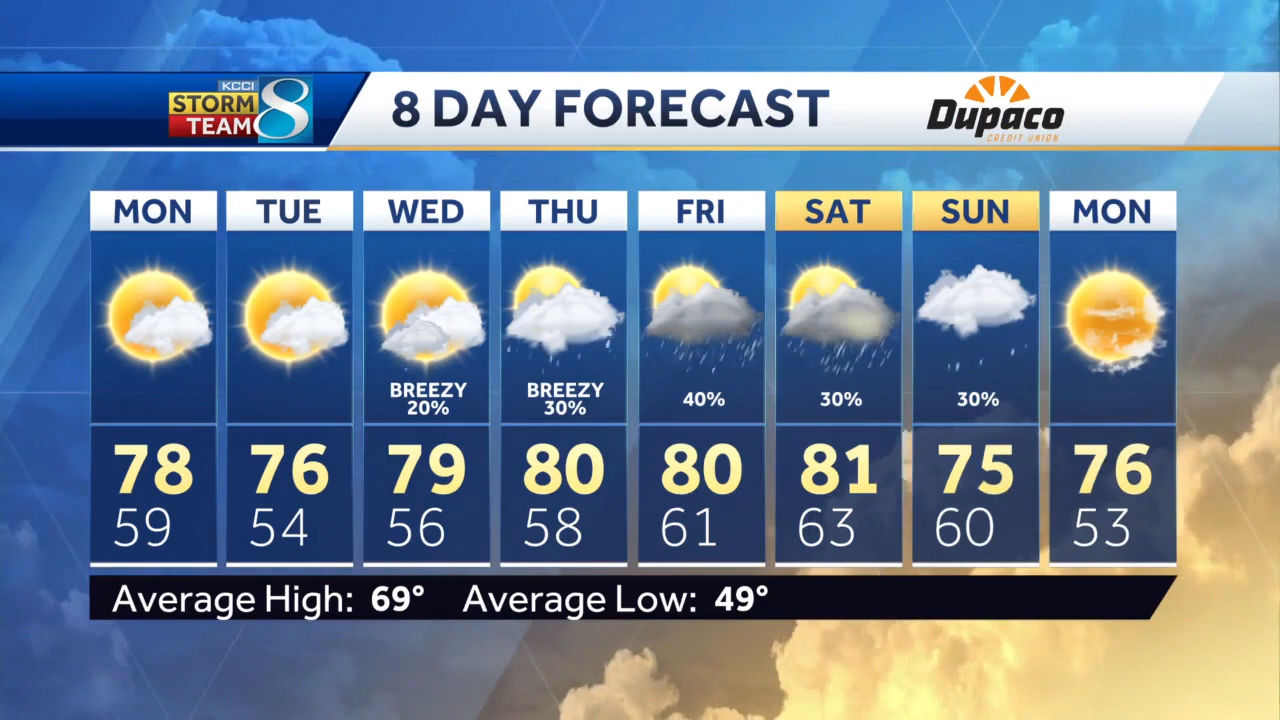 KCCI
STORM
TEAM 8
8 DAY FORECAST
Dupaco
CREDIT UNION
MON TUE WED THU FRI SAT SUN MON
BREEZY BREEZY
20% 30% 40% 30% 30%
78 76 79 80 80 81 75 76
59 54 56 58 61 63 60 53
Average High: 69° Average Low: 49°